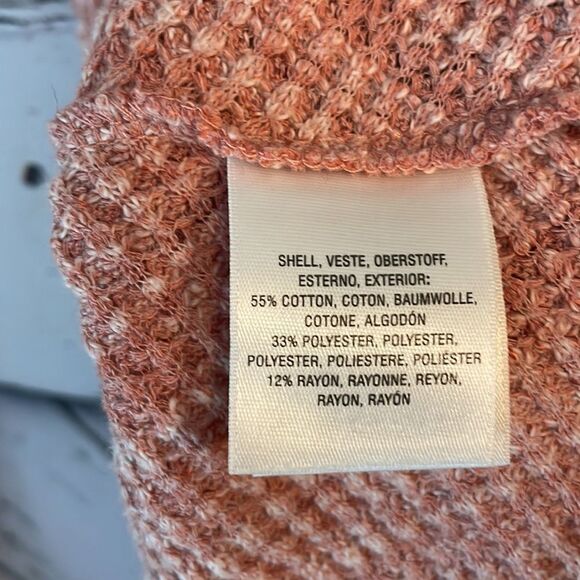 SHELL, VESTE, OBERSTOFF,
ESTERNO, EXTERIOR:
55% COTTON, COTON, BAUMWOLLE,
COTONE, ALGODÓN
33% POLYESTER, POLYESTER,
POLYESTER, POLIESTERE, POLIÉSTER
12% RAYON, RAYONNE, REYON,
RAYON, RAYÓN